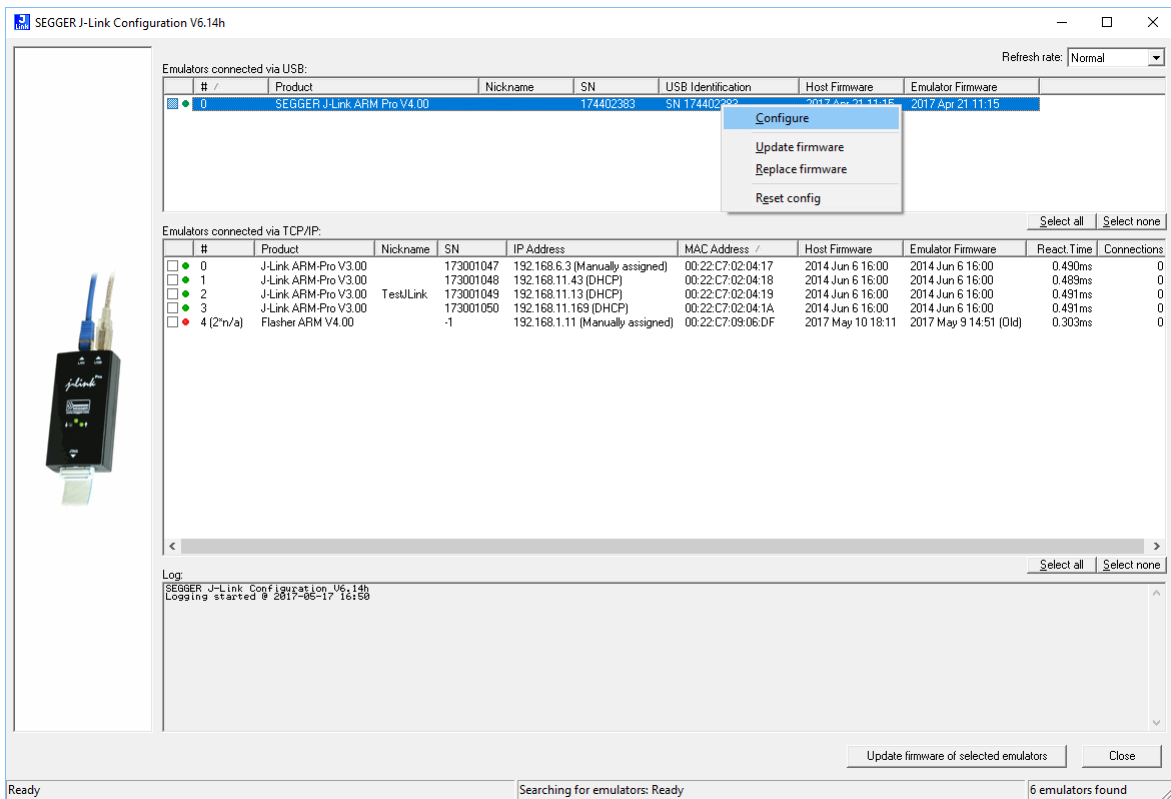 SEGGER J-Link Configuration V6.14h
Refresh rate: Normal
Emulators connected via USB:
# Product Nickname SN USB Identification Host Firmware Emulator Firmware
0 SEGGER J-Link ARM Pro V4.00 174402383 SN 174402383 2017 Apr 21 11:15 2017 Apr 21 11:15
Configure
Update firmware
Replace firmware
Reset config
Select all Select none
Emulators connected via TCP/IP:
# Product Nickname SN IP Address MAC Address Host Firmware Emulator Firmware React.Time Connections
0 J-Link ARM-Pro V3.00 173001047 192.168.6.3 (Manually assigned) 00:22:C7:02:04:17 2014 Jun 6 16:00 2014 Jun 6 16:00 0.490ms 0
1 J-Link ARM-Pro V3.00 173001048 192.168.11.43 (DHCP) 00:22:C7:02:04:18 2014 Jun 6 16:00 2014 Jun 6 16:00 0.489ms 0
2 J-Link ARM-Pro V3.00 TestJLink 173001049 192.168.11.13 (DHCP) 00:22:C7:02:04:19 2014 Jun 6 16:00 2014 Jun 6 16:00 0.491ms 0
3 J-Link ARM-Pro V3.00 173001050 192.168.11.169 (DHCP) 00:22:C7:02:04:1A 2014 Jun 6 16:00 2014 Jun 6 16:00 0.491ms 0
4 (2*n/a) Flasher ARM V4.00 -1 192.168.1.11 (Manually assigned) 00:22:C7:09:06:DF 2017 May 10 18:11 2017 May 9 14:51 (Old) 0.303ms 0
j-link Pro
Select all Select none
Log:
SEGGER J-Link Configuration V6.14h
Logging started @ 2017-05-17 16:50
Update firmware of selected emulators Close
Ready Searching for emulators: Ready 6 emulators found